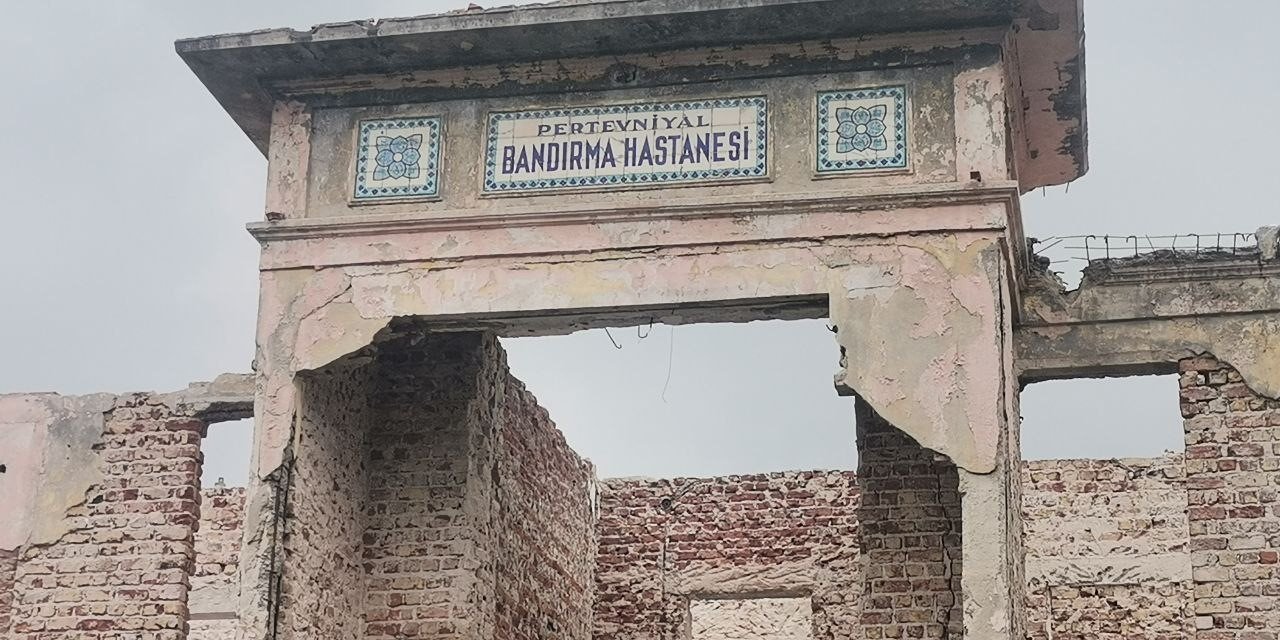 PERTEVNİYAL
BANDIRMA HASTANESİ